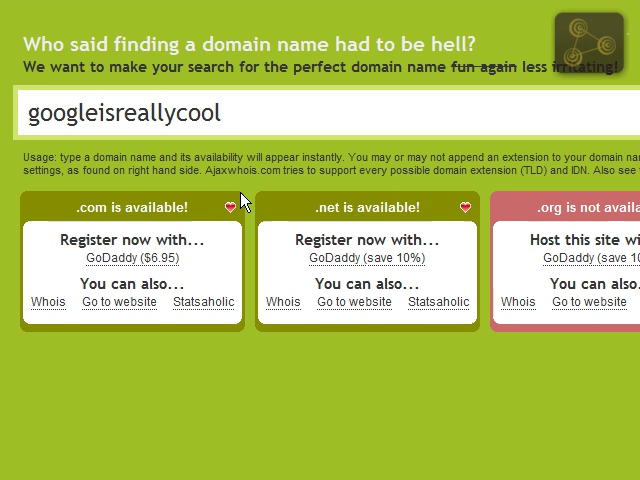 Who said finding a domain name had to be hell?
We want to make your search for the perfect domain name fun again less irritating!
googleisreallycool
Usage: type a domain name and its availability will appear instantly. You may or may not append an extension to your domain
settings, as found on right hand side. Ajaxwhois.com tries to support every possible domain extension (TLD) and IDN. Also see
.com is available! .net is available! .org is not
Register now with... Register now with... Host this site
GoDaddy ($6.95) GoDaddy (save 10%) GoDaddy (save
You can also... You can also... You can also...
Whois Go to website Statsaholic Whois Go to website Statsaholic Whois Go to website